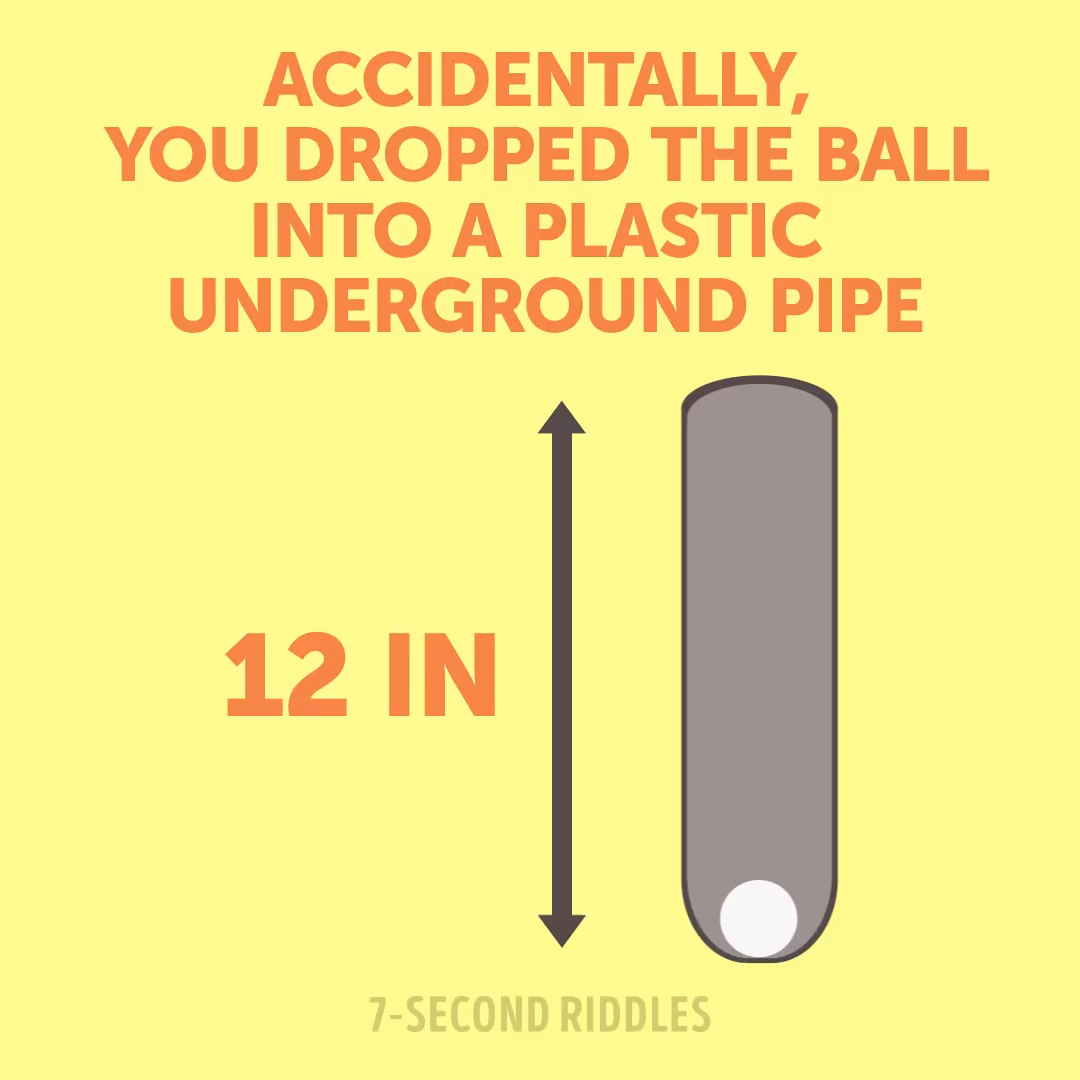 ACCIDENTALLY,
YOU DROPPED THE BALL
INTO A PLASTIC
UNDERGROUND PIPE
12 IN
7-SECOND RIDDLES